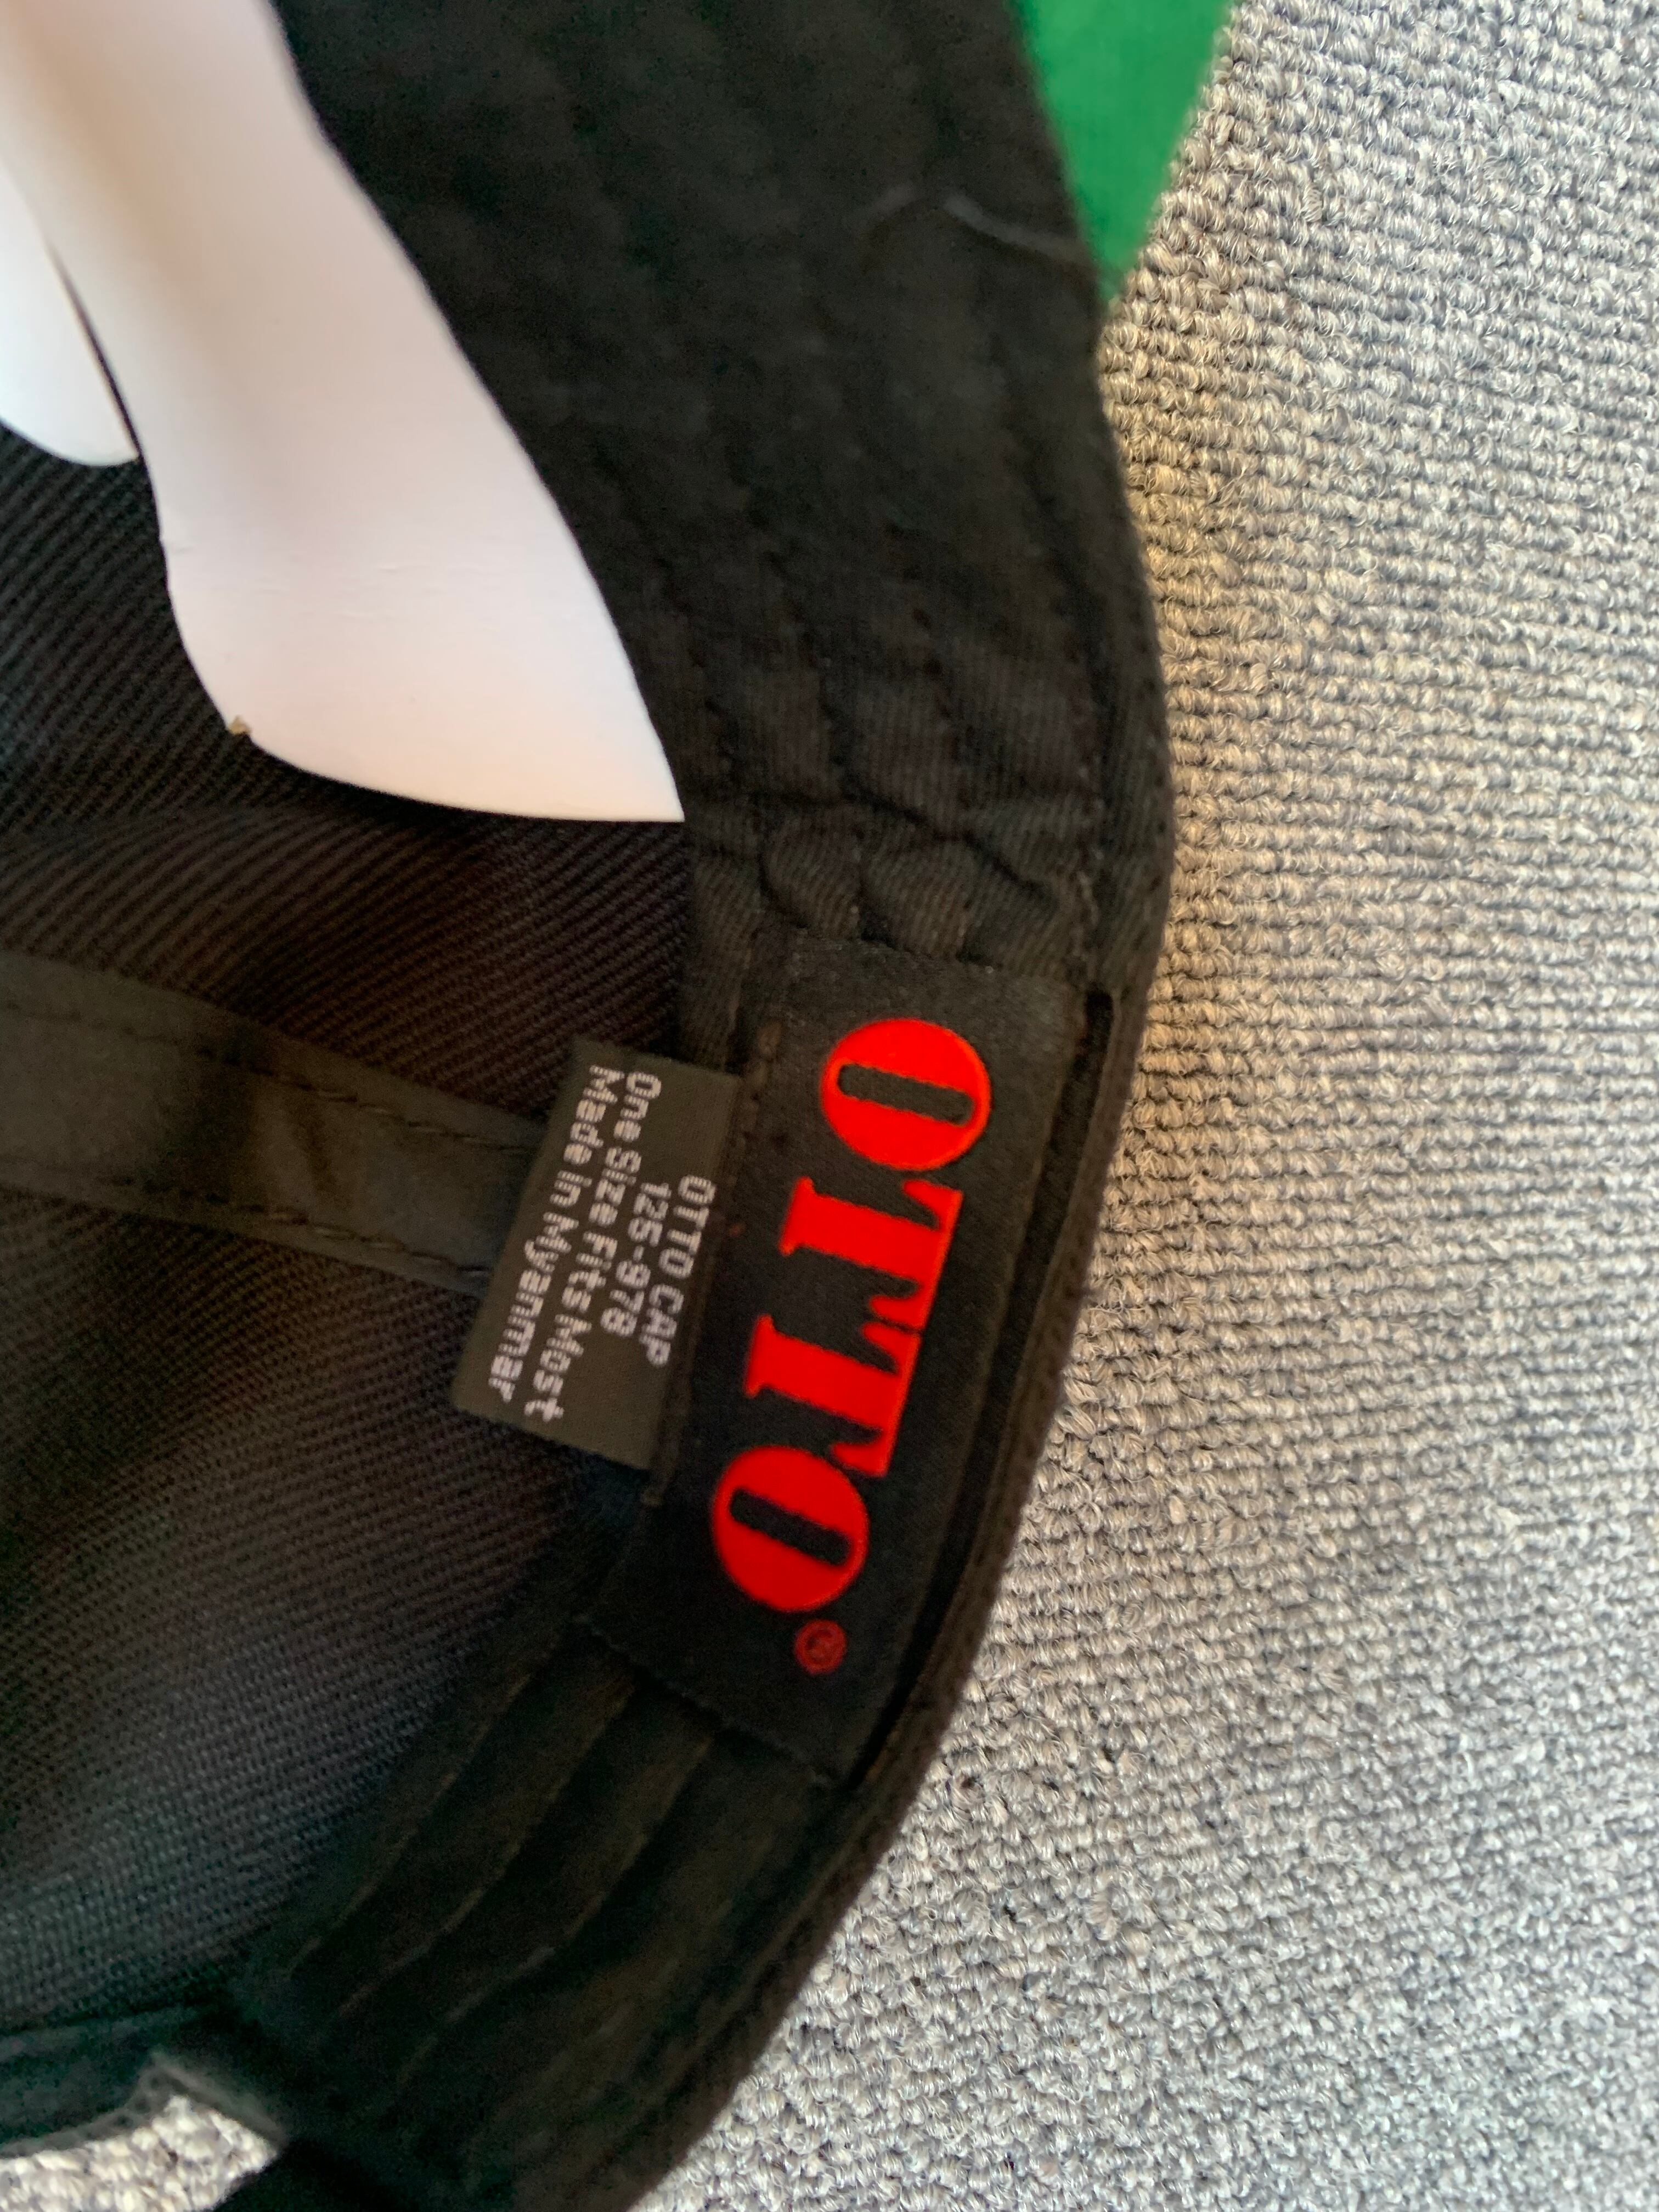 OTTO®
OTTO CAP
125-978
One Size Fits Most
Made In Myanmar